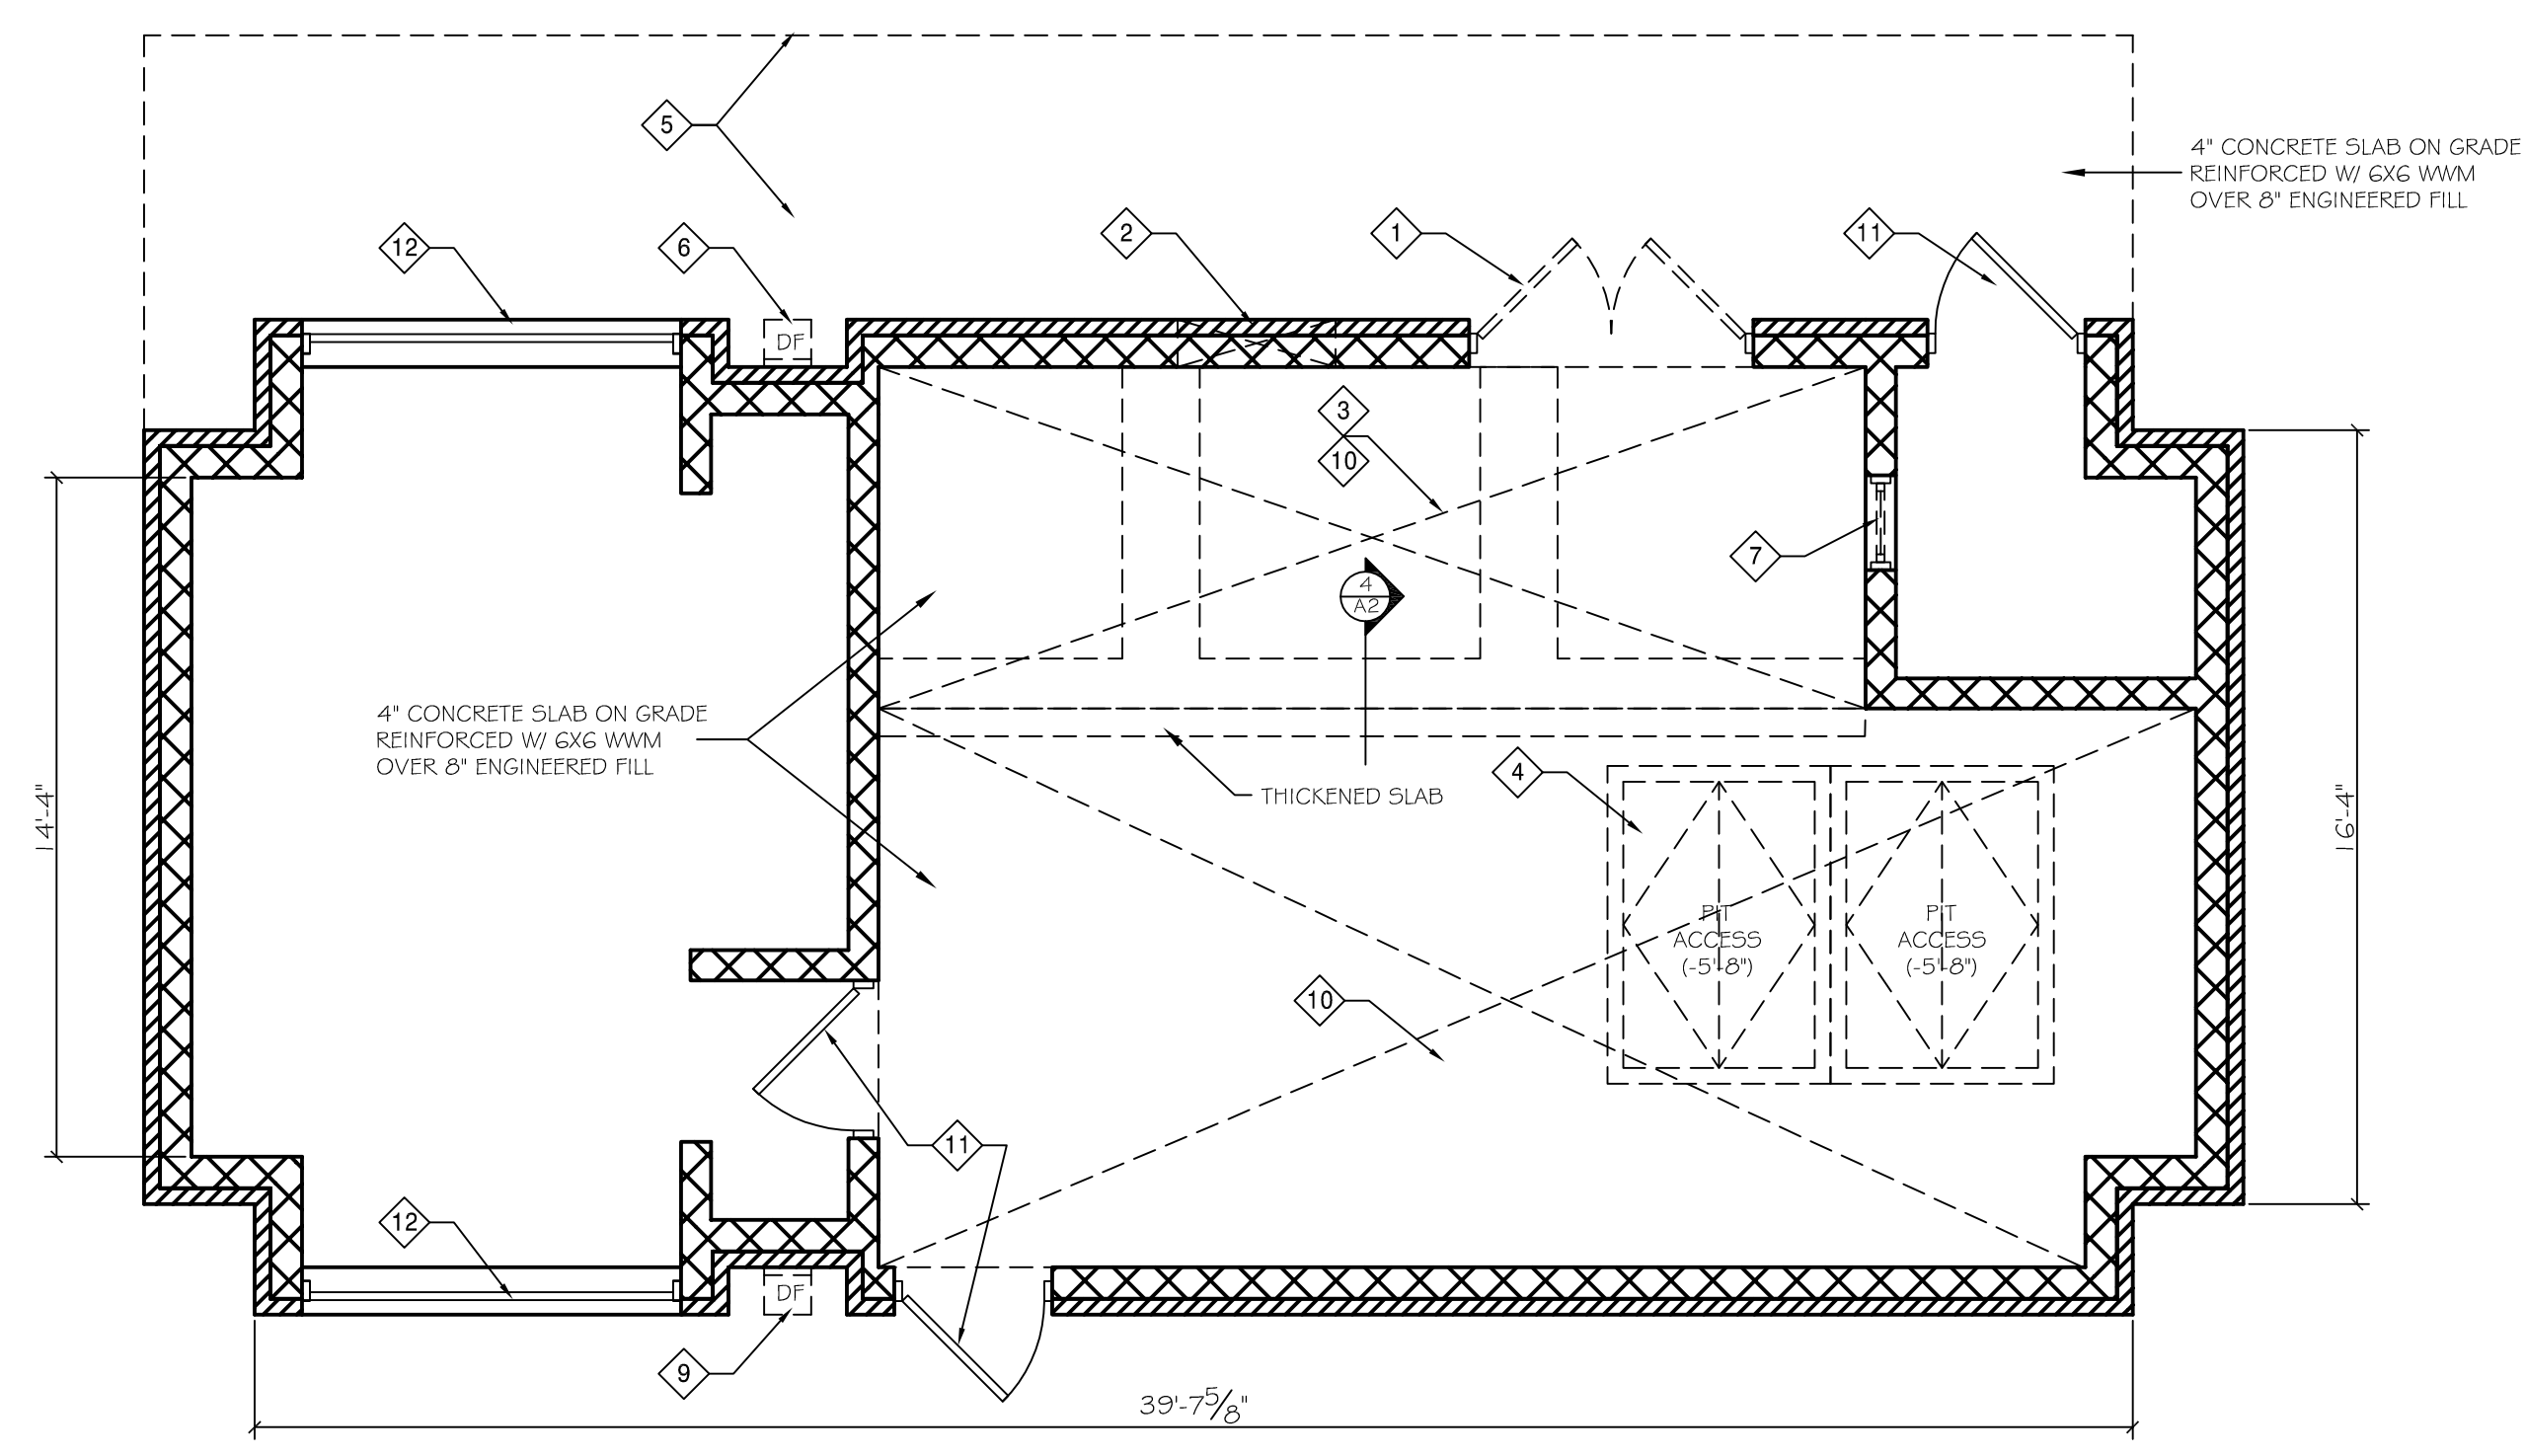 5
4" CONCRETE SLAB ON GRADE
REINFORCED W/ 6X6 WWM
OVER 8" ENGINEERED FILL
12
6
2
1
11
DF
3
10
7
4
A2
4" CONCRETE SLAB ON GRADE
REINFORCED W/ 6X6 WWM
OVER 8" ENGINEERED FILL
THICKENED SLAB
4
14'-4"
16'-4"
PIT
ACCESS
(-5'-8")
PIT
ACCESS
(-5'-8")
10
11
12
DF
9
39'-7 5/8"